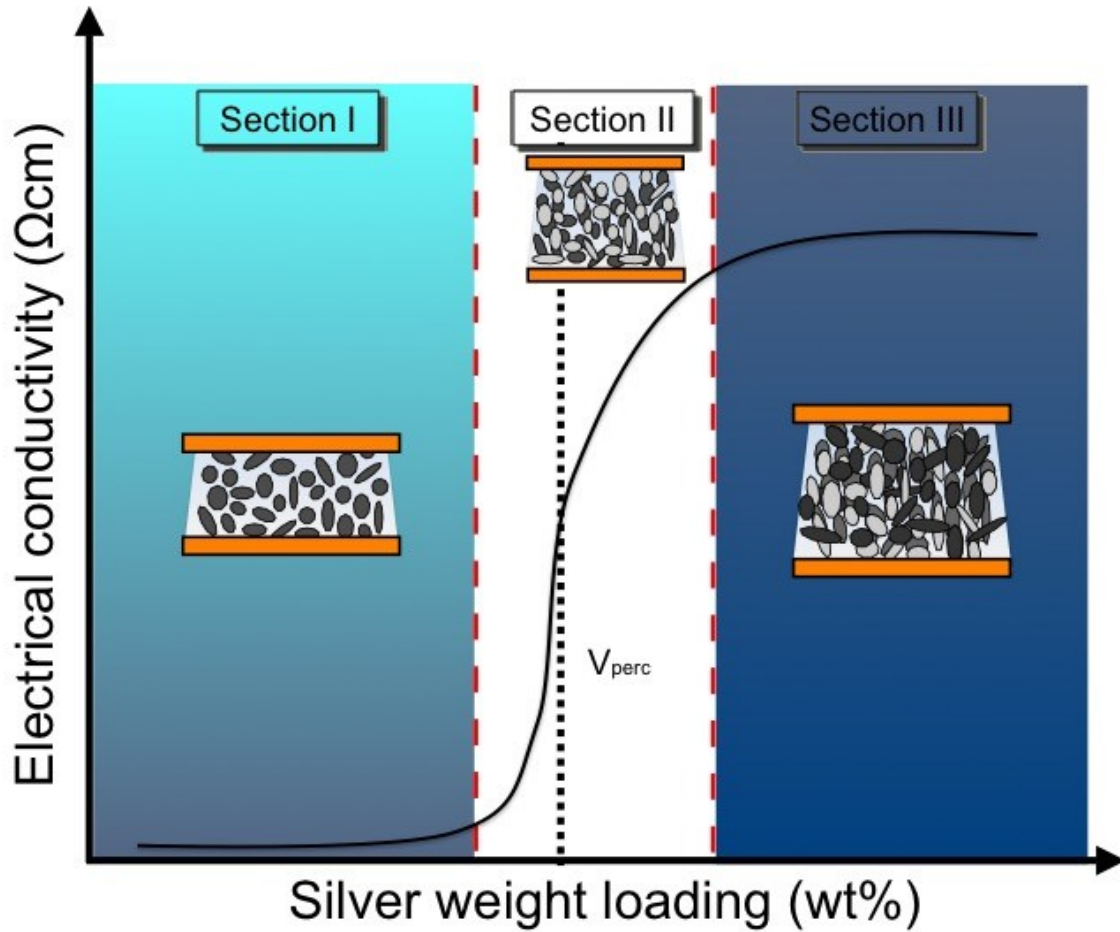 Section I
Section II
Section III
Electrical conductivity (Ωcm)
Vperc
Silver weight loading (wt%)